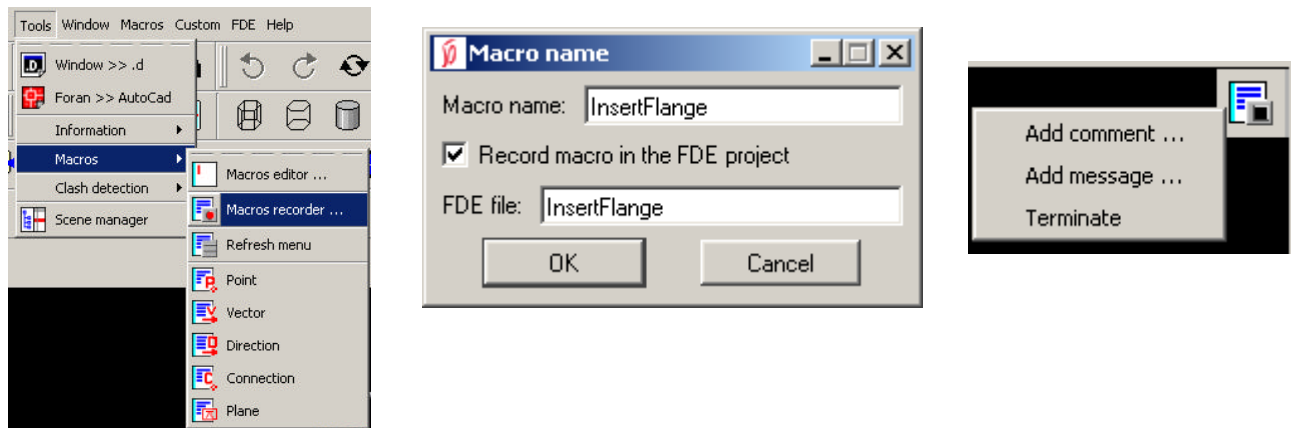 Tools Window Macros Custom FDE Help
Window >> .d
Foran >> AutoCad
Information
Macros
Clash detection
Scene manager
Macros editor ...
Macros recorder ...
Refresh menu
Point
Vector
Direction
Connection
Plane
Macro name
Macro name: InsertFlange
Record macro in the FDE project
FDE file: InsertFlange
OK Cancel
Add comment ...
Add message ...
Terminate